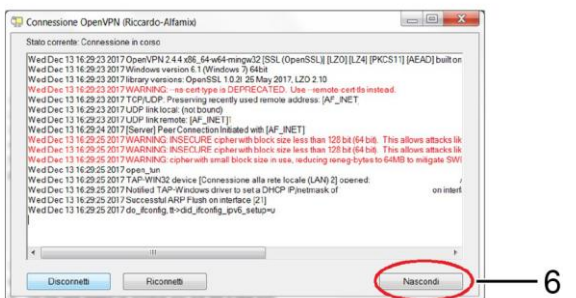 Connessione OpenVPN (Riccardo-Alfamix)
Stato corrente: Connessione in corso
Wed Dec 13 16:29:23 2017 OpenVPN 2.4.4 x86_64-w64-mingw32 [SSL (OpenSSL)] [LZO] [LZ4] [PKCS11] [AEAD] built on
Wed Dec 13 16:29:23 2017 Windows version 6.1 (Windows 7) 64bit
Wed Dec 13 16:29:23 2017 library versions: OpenSSL 1.0.2l 25 May 2017, LZO 2.10
Wed Dec 13 16:29:23 2017 WARNING: --ns-cert-type is DEPRECATED. Use --remote-cert-tls instead.
Wed Dec 13 16:29:23 2017 TCP/UDP: Preserving recently used remote address: [AF_INET
Wed Dec 13 16:29:23 2017 UDP link local: (not bound)
Wed Dec 13 16:29:23 2017 UDP link remote: [AF_INET]
Wed Dec 13 16:29:24 2017 [Server] Peer Connection Initiated with [AF_INET]
Wed Dec 13 16:29:25 2017 WARNING: INSECURE cipher with block size less than 128 bit (64 bit). This allows attacks lik
Wed Dec 13 16:29:25 2017 WARNING: INSECURE cipher with block size less than 128 bit (64 bit). This allows attacks lik
Wed Dec 13 16:29:25 2017 WARNING: cipher with small block size in use, reducing reneg-bytes to 64MB to mitigate SWE
Wed Dec 13 16:29:25 2017 open_tun
Wed Dec 13 16:29:25 2017 TAP-WIN32 device [Connessione alla rete locale (LAN) 2] opened:
Wed Dec 13 16:29:25 2017 Notified TAP-Windows driver to set a DHCP IP/netmask of on interf
Wed Dec 13 16:29:25 2017 Successful ARP Flush on interface [21]
Wed Dec 13 16:29:25 2017 do_ifconfig, tt->did_ifconfig_ipv6_setup=u
Disconnetti Riconnetti Nascondi 6